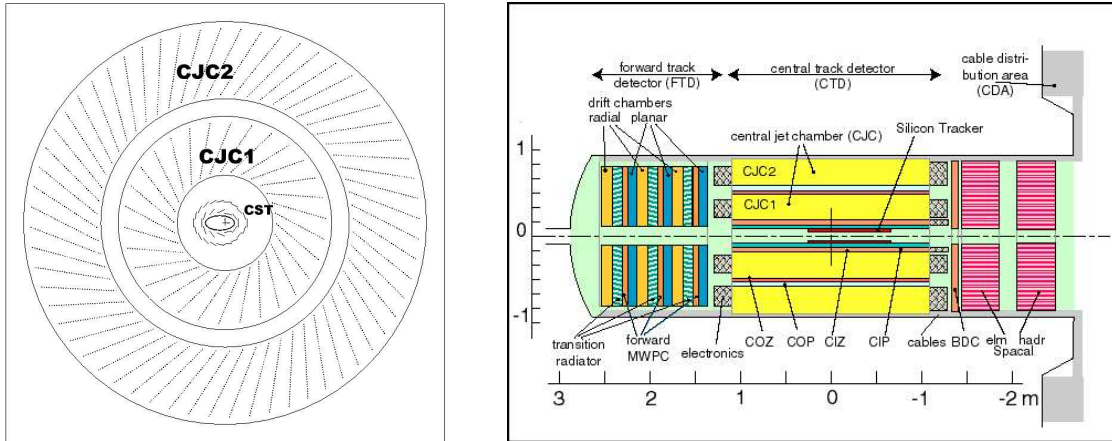 CJC2
CJC1
CST
forward track
detector (FTD)
central track detector
(CTD)
cable distri-
bution area
(CDA)
drift chambers
radial planar
central jet chamber (CJC)
Silicon Tracker
1
0
-1
CJC2
CJC1
transition
radiator
forward
MWPC
electronics
COZ
COP
CIZ
CIP
cables
BDC
elm
hadr
Spacal
3
2
1
0
-1
-2 m